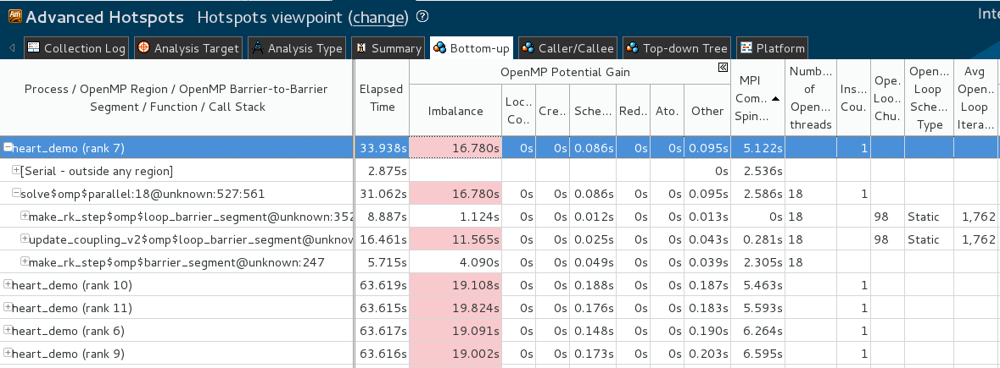 Am Advanced Hotspots Hotspots viewpoint (change) ? Inte
Collection Log Analysis Target Analysis Type Summary Bottom-up Caller/Callee Top-down Tree Platform
Process / OpenMP Region / OpenMP Barrier-to-Barrier Segment / Function / Call Stack
Elapsed Time
OpenMP Potential Gain
Imbalance
Loc.. Co..
Cre..
Sche...
Red..
Ato.
Other
MPI Com... Spin...
Numb... of Open... threads
Ins... Cou.
Ope... Loo... Chu.
Open... Loop Sche... Type
Avg Open... Loop Itera...
heart_demo (rank 7) 33.938s 16.780s 0s 0s 0.086s 0s 0s 0.095s 5.122s 1
[Serial - outside any region] 2.875s 0s 2.536s
solve$omp$parallel:18@unknown:527:561 31.062s 16.780s 0s 0s 0.086s 0s 0s 0.095s 2.586s 18 1
make_rk_step$omp$loop_barrier_segment@unknown:352 8.887s 1.124s 0s 0s 0.012s 0s 0s 0.013s 0s 18 98 Static 1,762
update_coupling_v2$omp$loop_barrier_segment@unknow 16.461s 11.565s 0s 0s 0.025s 0s 0s 0.043s 0.281s 18 98 Static 1,762
make_rk_step$omp$barrier_segment@unknown:247 5.715s 4.090s 0s 0s 0.049s 0s 0s 0.039s 2.305s 18
heart_demo (rank 10) 63.619s 19.108s 0s 0s 0.188s 0s 0s 0.187s 5.463s 1
heart_demo (rank 11) 63.615s 19.824s 0s 0s 0.176s 0s 0s 0.183s 5.593s 1
heart_demo (rank 6) 63.617s 19.091s 0s 0s 0.148s 0s 0s 0.190s 6.264s 1
heart_demo (rank 9) 63.616s 19.002s 0s 0s 0.173s 0s 0s 0.203s 6.595s 1